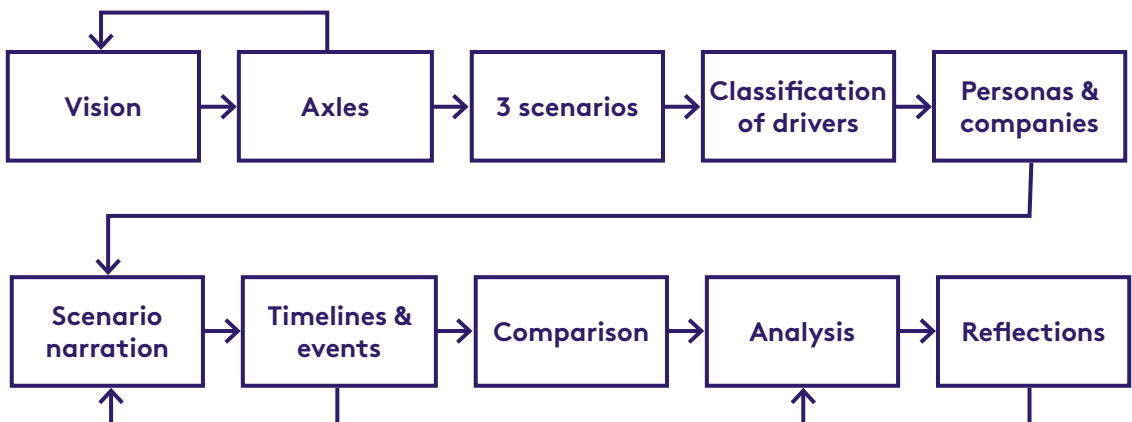 Vision
Axles
3 scenarios
Classification
of drivers
Personas &
companies
Scenario
narration
Timelines &
events
Comparison
Analysis
Reflections